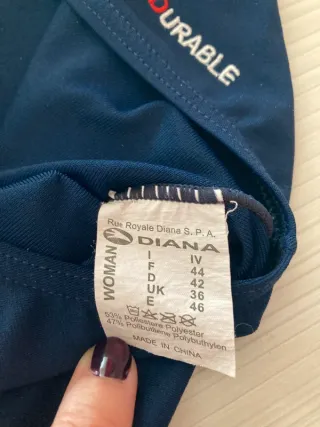 DURABLE
Rue Royale Diana S. P. A.
DIANA
WOMAN
I IV
F 44
D 42
UK 36
E 46
53% Poliestere Polyester
47% Polibutilene Polybuthylen
MADE IN CHINA